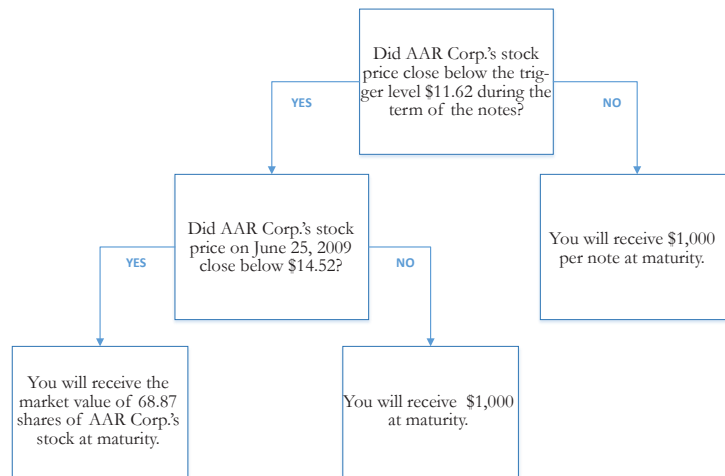 Did AAR Corp.'s stock
price close below the trig-
ger level $11.62 during the
term of the notes?
YES
NO
Did AAR Corp.'s stock
price on June 25, 2009
close below $14.52?
You will receive $1,000
per note at maturity.
YES
NO
You will receive the
market value of 68.87
shares of AAR Corp.'s
stock at maturity.
You will receive $1,000
at maturity.